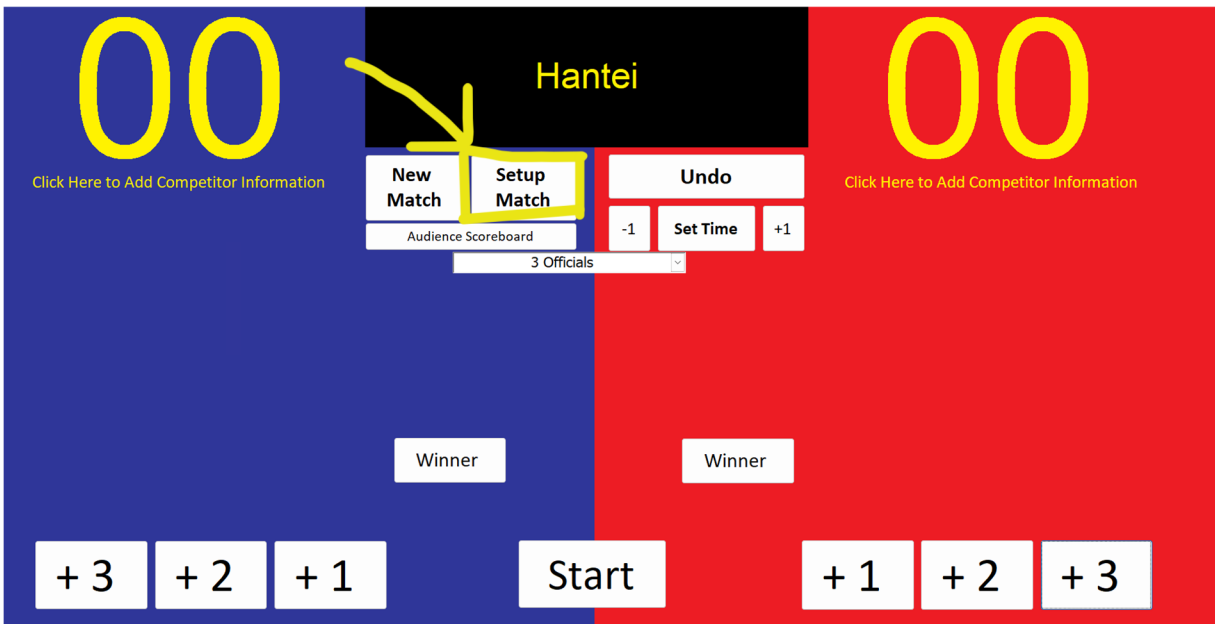 00
Hantei
00
Click Here to Add Competitor Information
New
Match
Setup
Match
Undo
Click Here to Add Competitor Information
Audience Scoreboard
-1
Set Time
+1
3 Officials
Winner
Winner
+ 3
+ 2
+ 1
Start
+ 1
+ 2
+ 3